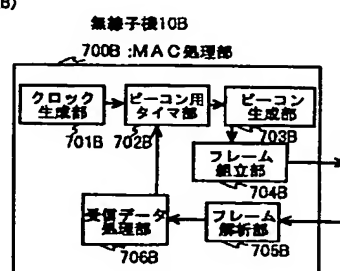 B)
無線子機10B
700B :MAC処理部
クロック
生成部
ビーコン用
タイマ部
ビーコン
生成部
701B
702B
703B
フレーム
組立部
704B
受信データ
処理部
フレーム
解析部
706B
705B